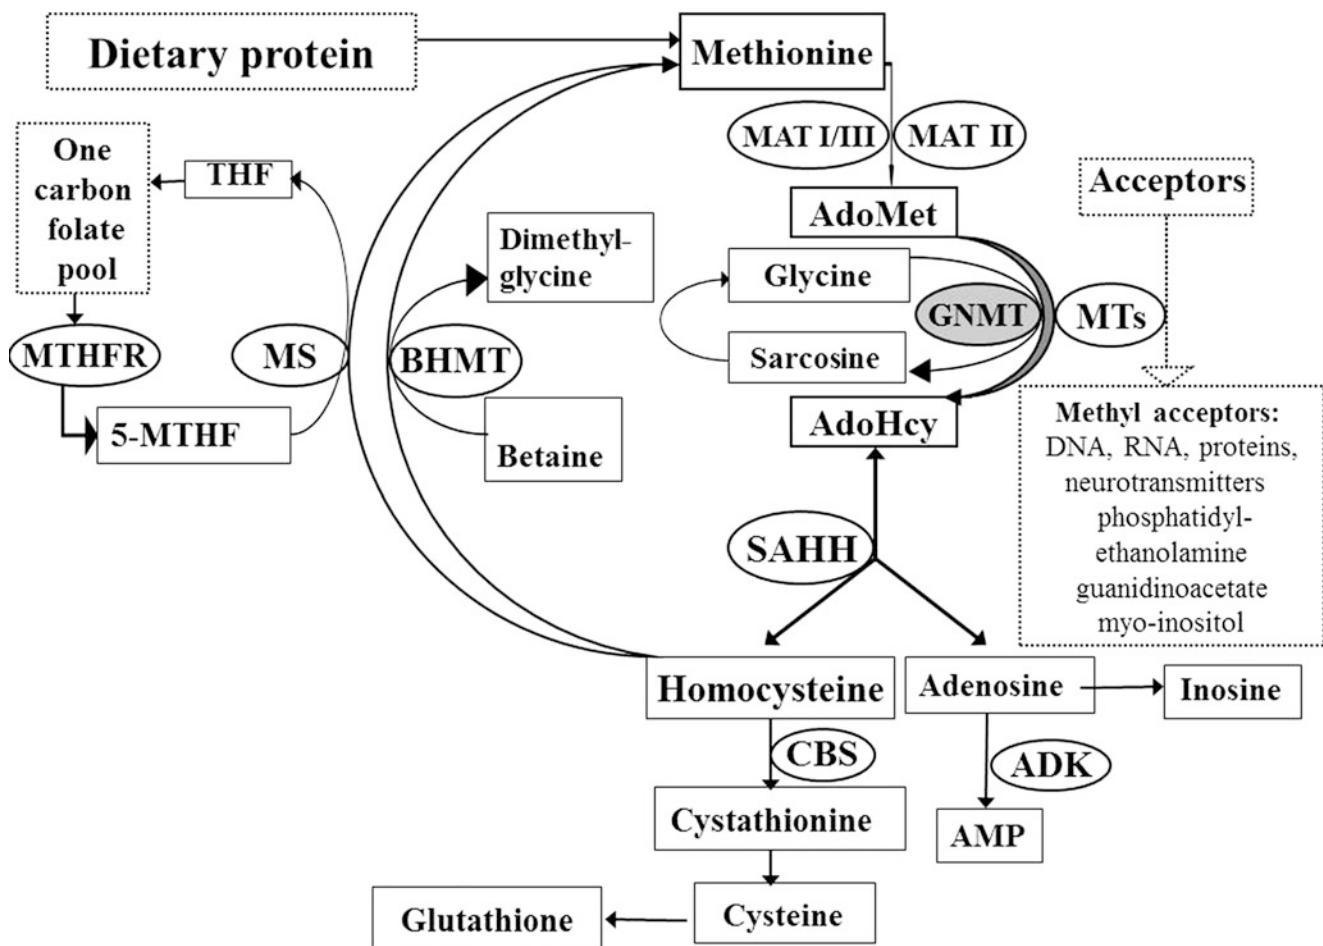 Dietary protein
Methionine
MAT I/III
MAT II
One
carbon
folate
pool
THF
Acceptors
AdoMet
Dimethyl-
glycine
Glycine
GNMT
MTs
MTHFR
MS
BHMT
Sarcosine
5-MTHF
Betaine
AdoHcy
Methyl acceptors:
DNA, RNA, proteins,
neurotransmitters
phosphatidyl-
ethanolamine
guanidinoacetate
myo-inositol
SAHH
Homocysteine
Adenosine
Inosine
CBS
ADK
Cystathionine
AMP
Glutathione
Cysteine